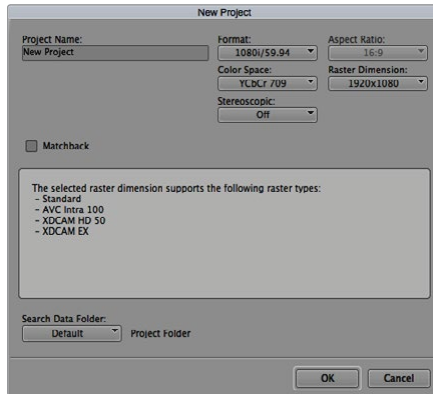 New Project
Project Name:
New Project
Format:
1080i/59.94
Aspect Ratio:
16:9
Color Space:
YCbCr 709
Raster Dimension:
1920x1080
Stereoscopic:
Off
Matchback
The selected raster dimension supports the following raster types:
- Standard
- AVC Intra 100
- XDCAM HD 50
- XDCAM EX
Search Data Folder:
Default
Project Folder
OK
Cancel